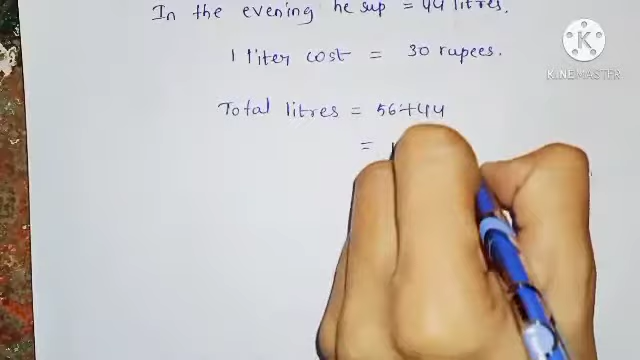 In the evening he sup = 44 litres.
1 liter cost = 30 rupees.
Total litres = 56+44
=
KINEMASTER